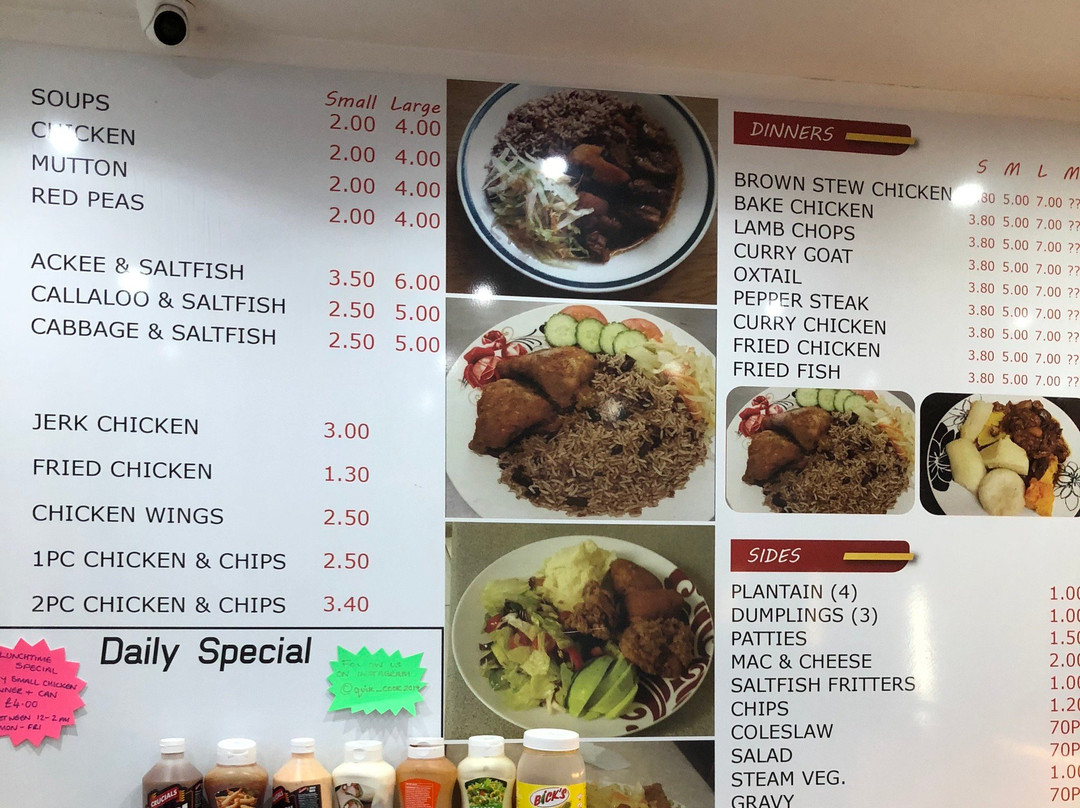 SOUPS Small Large
CHICKEN 2.00 4.00
MUTTON 2.00 4.00
RED PEAS 2.00 4.00
2.00 4.00
ACKEE & SALTFISH 3.50 6.00
CALLALOO & SALTFISH 2.50 5.00
CABBAGE & SALTFISH 2.50 5.00
JERK CHICKEN 3.00
FRIED CHICKEN 1.30
CHICKEN WINGS 2.50
1PC CHICKEN & CHIPS 2.50
2PC CHICKEN & CHIPS 3.40
Daily Special
LUNCHTIME
SPECIAL
SMALL CHICKEN
+ CAN
£4.00
12-2PM
MON-FRI
FOLLOW US
ON INSTAGRAM
CRUCIALS
BICK'S
DINNERS
S M L M
BROWN STEW CHICKEN .80 5.00 7.00 ??
BAKE CHICKEN 3.80 5.00 7.00 ??
LAMB CHOPS 3.80 5.00 7.00 ??
CURRY GOAT 3.80 5.00 7.00 ??
OXTAIL 3.80 5.00 7.00 ??
PEPPER STEAK 3.80 5.00 7.00 ??
CURRY CHICKEN 3.80 5.00 7.00 ??
FRIED CHICKEN 3.80 5.00 7.00 ??
FRIED FISH 3.80 5.00 7.00 ??
SIDES
PLANTAIN (4) 1.00
DUMPLINGS (3) 1.00
PATTIES 1.50
MAC & CHEESE 2.00
SALTFISH FRITTERS 1.00
CHIPS 1.20
COLESLAW 70P
SALAD 70P
STEAM VEG. 1.00
GRAVY 70P